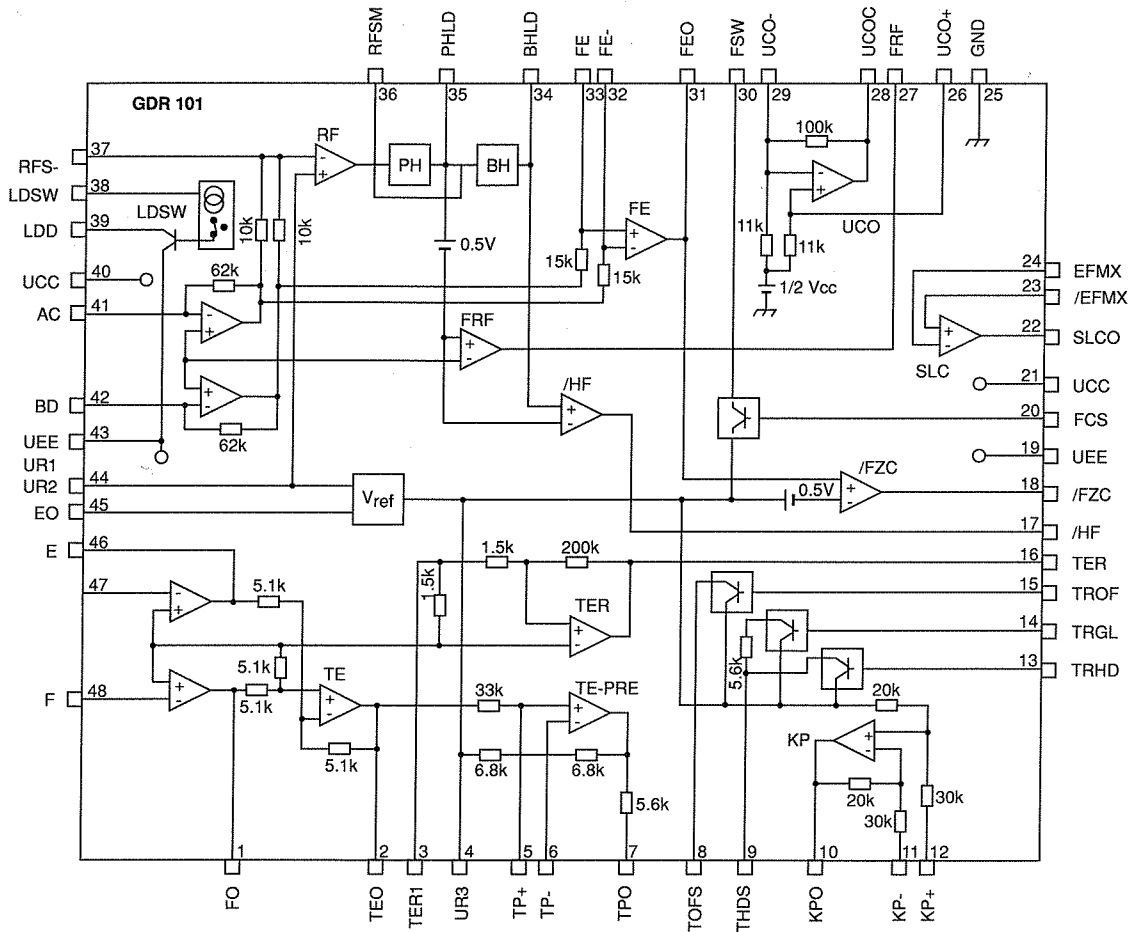 RFSM
PHLD
BHLD
FE
FE-
FEO
FSW
UCO-
UCOC
FRF
UCO+
GND
36
35
34
33
32
31
30
29
28
27
26
25
GDR 101
37
RFS-
38
LDSW
39
LDD
40
UCC
41
AC
42
BD
43
UEE
UR1
44
UR2
45
EO
46
E
47
48
F
LDSW
10k
10k
62k
62k
RF
-
+
PH
BH
0.5V
FE
+
-
15k
15k
100k
-
+
UCO
11k
11k
1/2 Vcc
-
+
+
-
FRF
+
-
/HF
+
-
SLC
+
-
24
EFMX
23
/EFMX
22
SLCO
21
UCC
20
FCS
19
UEE
18
/FZC
17
/HF
16
TER
15
TROF
14
TRGL
13
TRHD
Vref
0.5V
/FZC
+
-
1.5k
200k
1.5k
TER
+
-
-
+
5.1k
+
-
5.1k
5.1k
TE
+
-
5.1k
33k
TE-PRE
+
-
6.8k
6.8k
5.6k
5.6k
20k
KP
+
-
20k
30k
30k
1
2
3
4
5
6
7
8
9
10
11
12
FO
TEO
TER1
UR3
TP+
TP-
TPO
TOFS
THDS
KPO
KP-
KP+